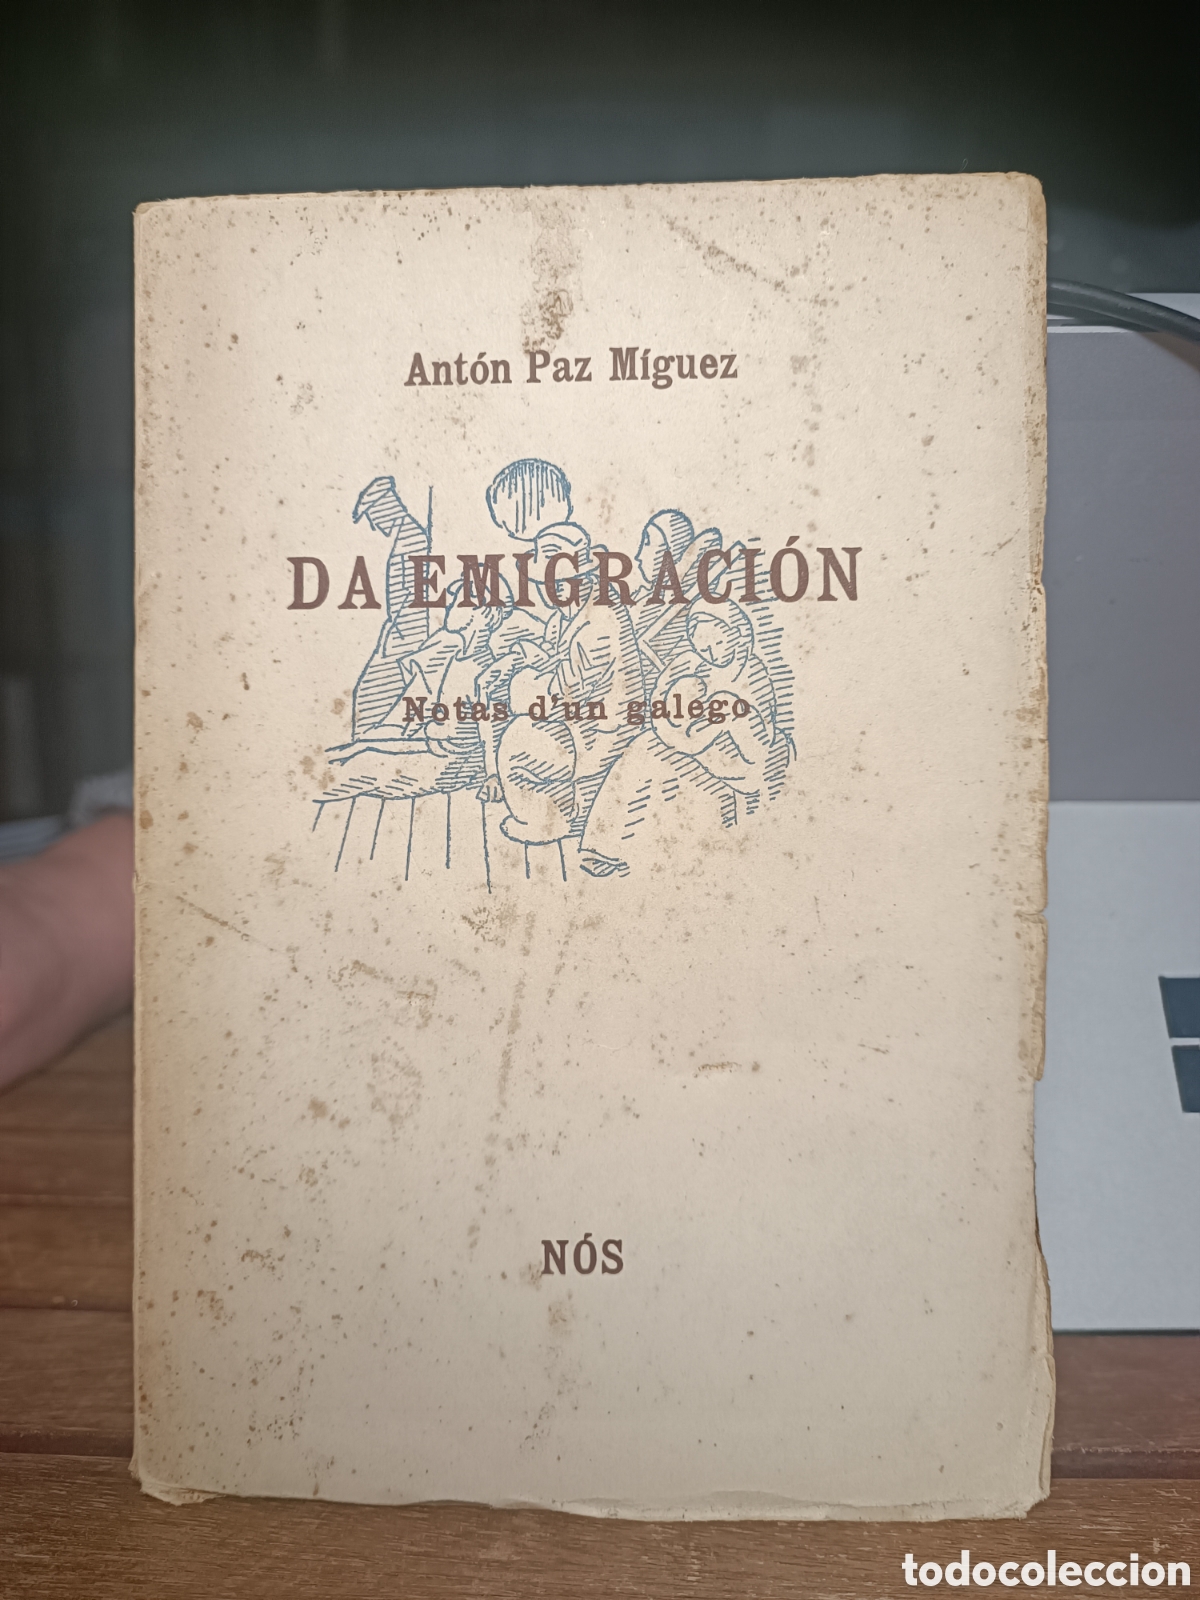 Antón Paz Míguez
DA EMIGRACIÓN
Notas d'un galego
NÓS
todocoleccion